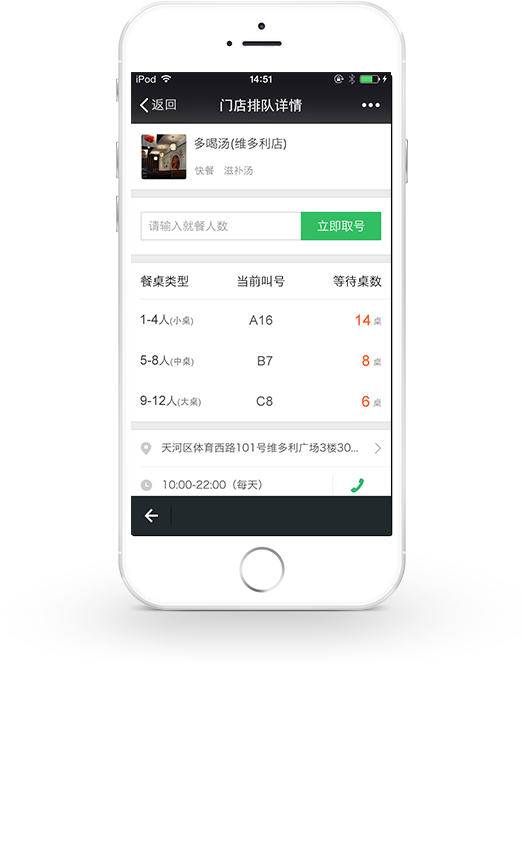 iPod 14:51
返回 门店排队详情
多喝汤(维多利店)
快餐 滋补汤
请输入就餐人数 立即取号
餐桌类型 当前叫号 等待桌数
1-4人(小桌) A16 14 桌
5-8人(中桌) B7 8 桌
9-12人(大桌) C8 6 桌
天河区体育西路101号维多利广场3楼30...
10:00-22:00（每天）